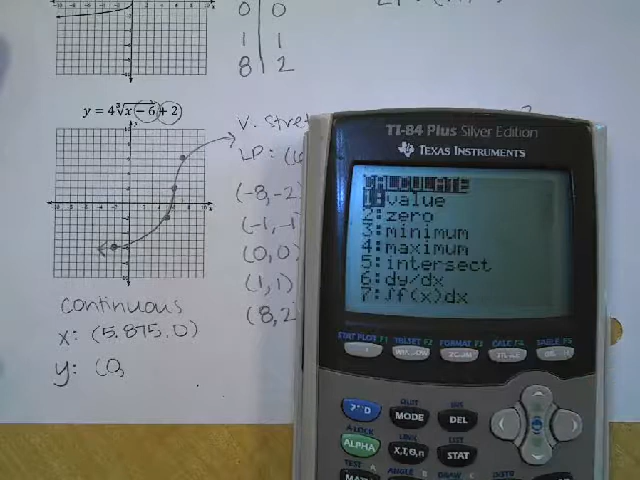 0 0
1 1
8 2
y = 4∛x − 6 + 2
V. Stret
LP: (6
(-8, -2)
(-1, -1
(0,0)
(1,1)
(8,2
continuous
x: (5.875, 0)
y: (0,
TI-84 Plus Silver Edition
TEXAS INSTRUMENTS
CALCULATE
1:value
2:zero
3:minimum
4:maximum
5:intersect
6:dy/dx
7:∫f(x)dx
STAT PLOT F1 TBLSET F2 FORMAT F3 CALC F4 TABLE F5
WINDOW ZOOM TRACE
QUIT INS
2ND MODE DEL
A-LOCK LINK LIST
ALPHA X,T,Θ,n STAT
TEST A ANGLE B